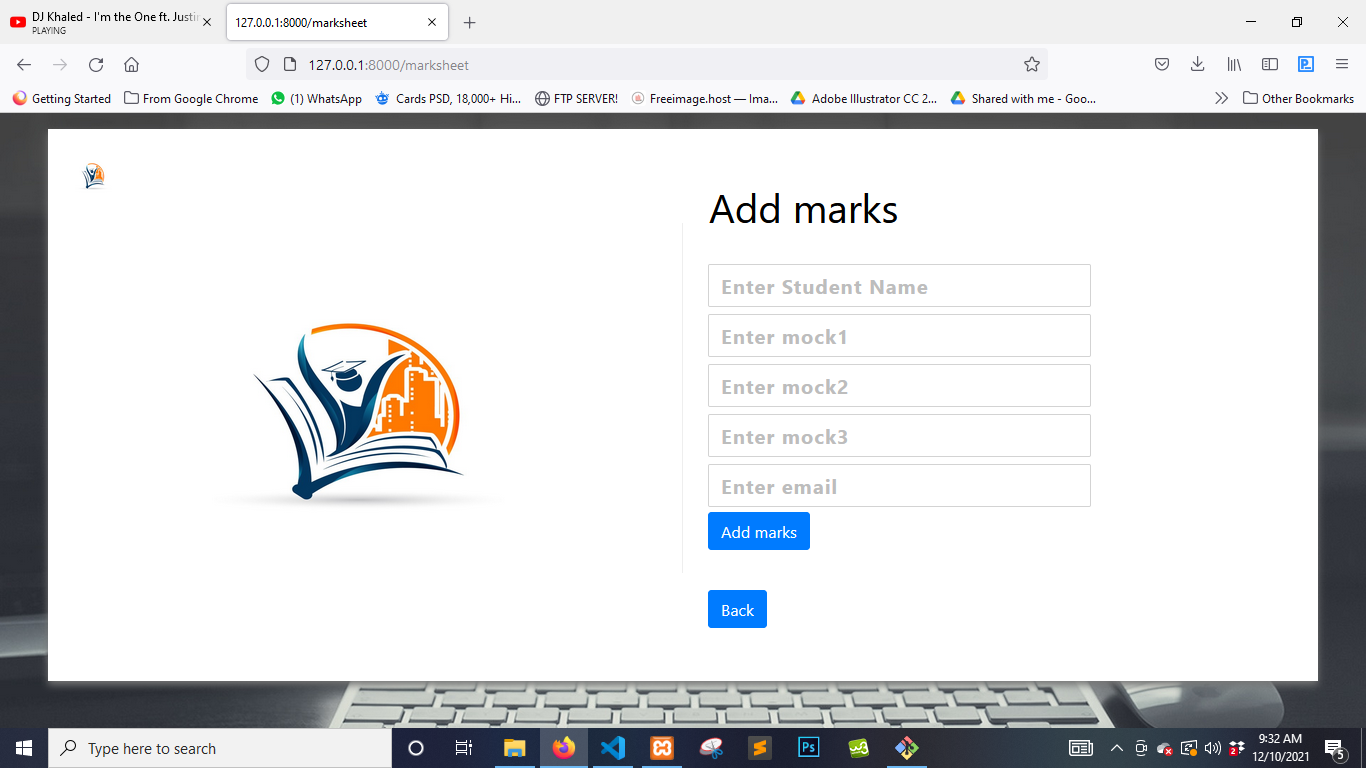 DJ Khaled - I'm the One ft. Justin
PLAYING
127.0.0.1:8000/marksheet
127.0.0.1:8000/marksheet
Getting Started
From Google Chrome
(1) WhatsApp
Cards PSD, 18,000+ Hi...
FTP SERVER!
Freeimage.host — Ima...
Adobe Illustrator CC 2...
Shared with me - Goo...
Other Bookmarks
Add marks
Enter Student Name
Enter mock1
Enter mock2
Enter mock3
Enter email
Add marks
Back
Type here to search
Ps
2
9:32 AM
12/10/2021
5